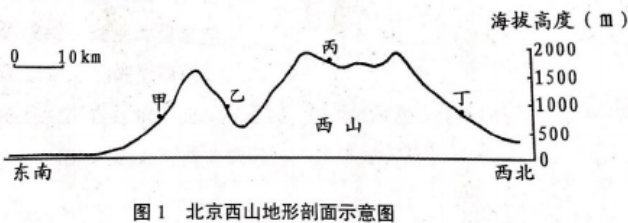 海拔高度（m）
0 10km
丙
2000
1500
甲
乙
丁
1000
西山
500
0
东南
西北
图 1 北京西山地形剖面示意图